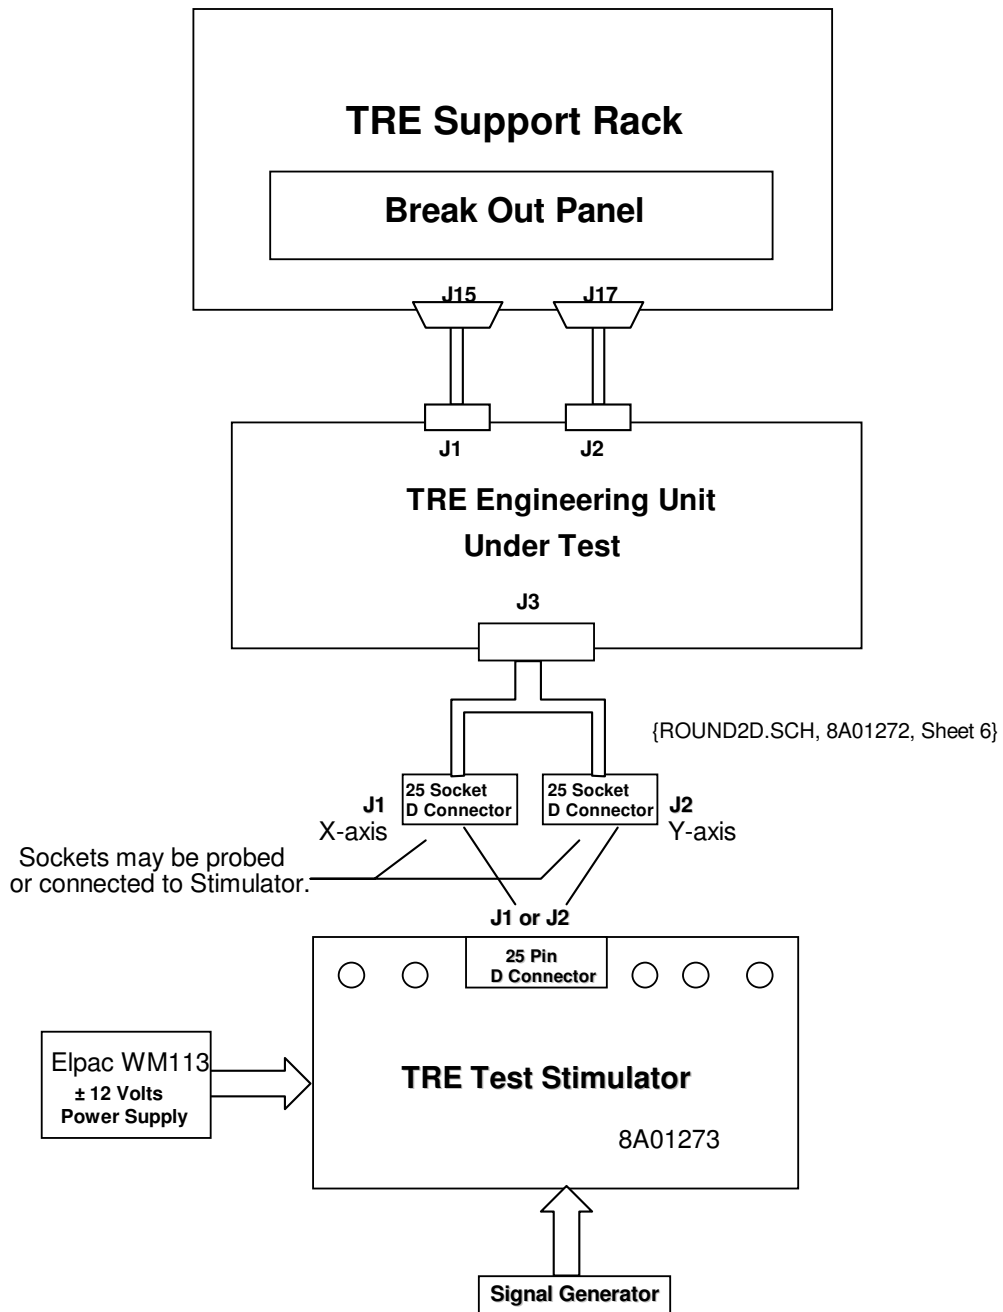 TRE Support Rack
Break Out Panel
J15
J17
J1
J2
TRE Engineering Unit
Under Test
J3
{ROUND2D.SCH, 8A01272, Sheet 6}
J1
X-axis
25 Socket
D Connector
25 Socket
D Connector
J2
Y-axis
Sockets may be probed
or connected to Stimulator.
J1 or J2
25 Pin
D Connector
Elpac WM113
± 12 Volts
Power Supply
TRE Test Stimulator
8A01273
Signal Generator